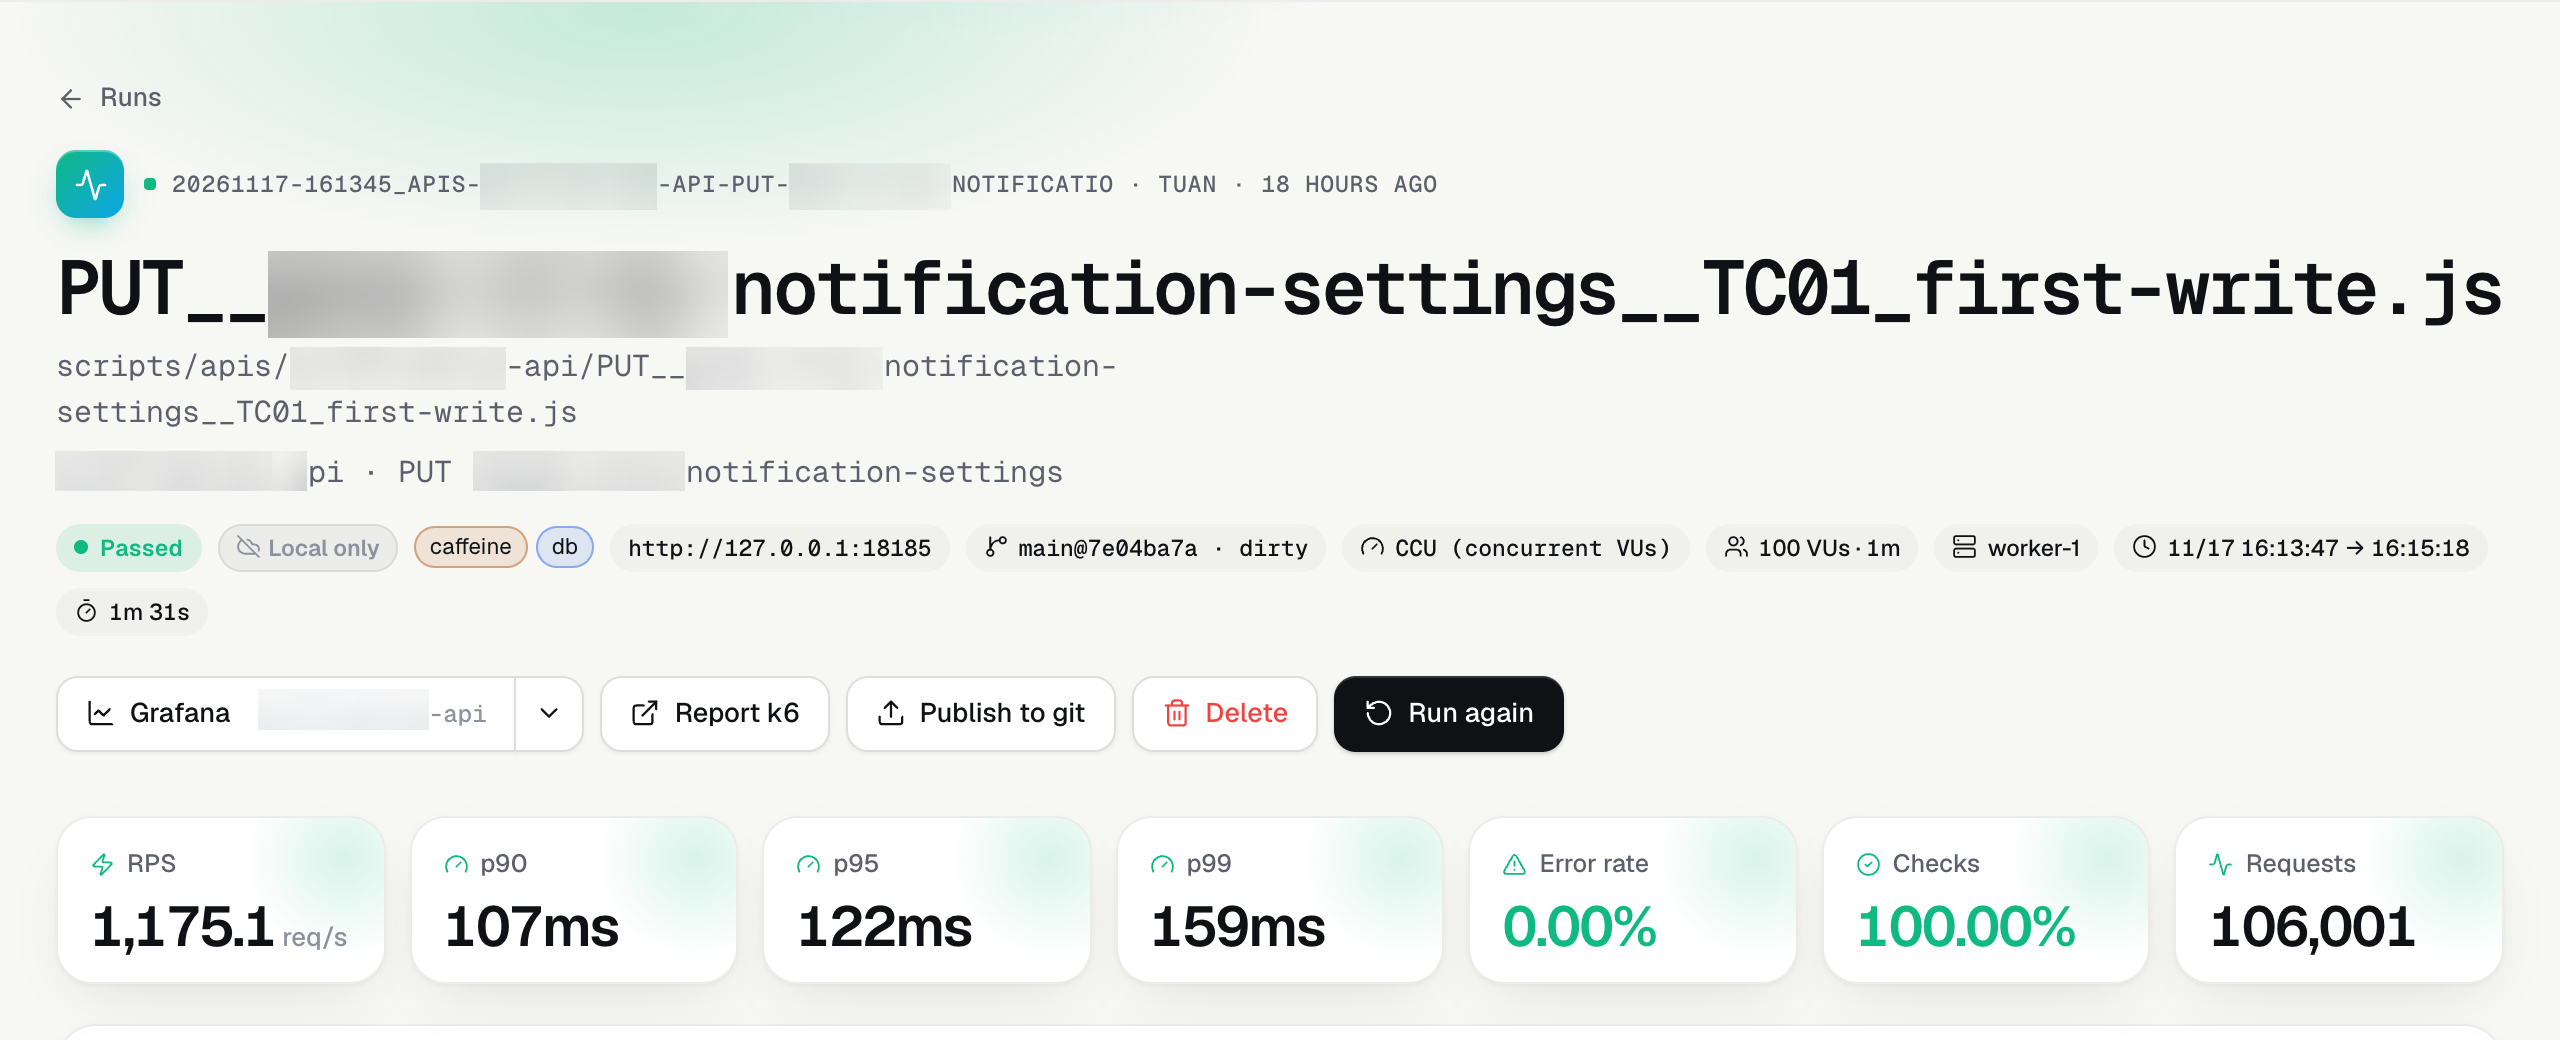 Runs
20261117-161345_APIS- -API-PUT- NOTIFICATIO · TUAN · 18 HOURS AGO
PUT__ notification-settings__TC01_first-write.js
scripts/apis/ -api/PUT__ notification-
settings__TC01_first-write.js
pi · PUT notification-settings
Passed Local only caffeine db http://127.0.0.1:18185 main@7e04ba7a · dirty CCU (concurrent VUs) 100 VUs · 1m worker-1 11/17 16:13:47 → 16:15:18
1m 31s
Grafana -api Report k6 Publish to git Delete Run again
RPS p90 p95 p99 Error rate Checks Requests
1,175.1 req/s 107ms 122ms 159ms 0.00% 100.00% 106,001